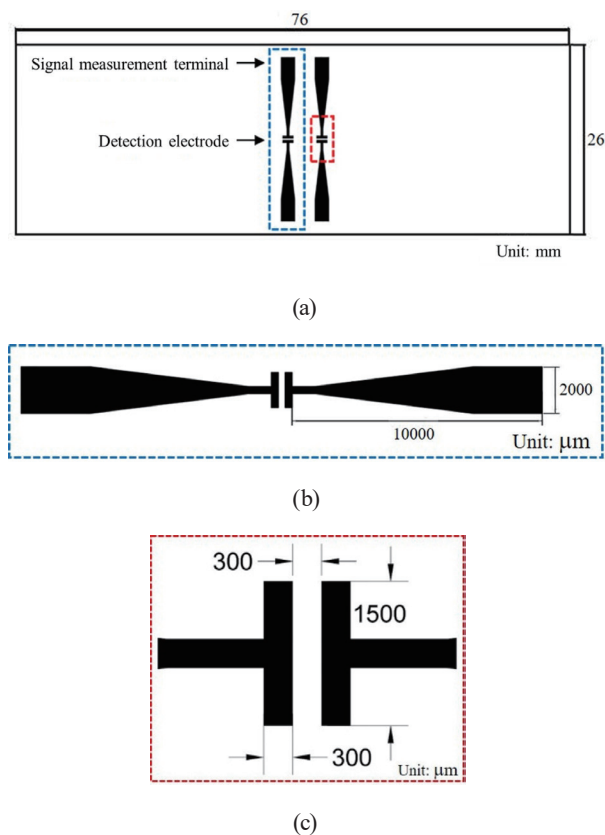 76
Signal measurement terminal
Detection electrode
26
Unit: mm
(a)
2000
10000
Unit: μm
(b)
300
1500
300
Unit: μm
(c)